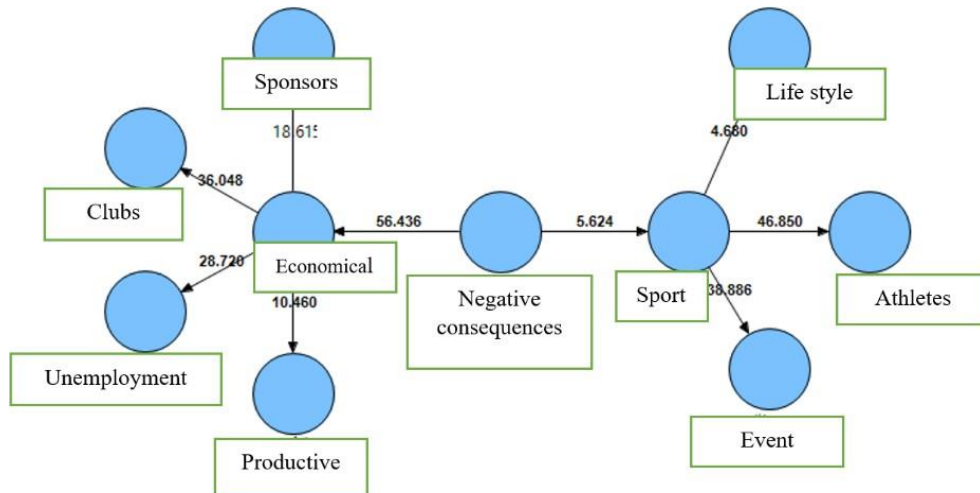 Sponsors
Life style
18.615
4.680
36.048
Clubs
56.436
5.624
46.850
28.720
Economical
10.460
Negative
consequences
Sport
38.886
Athletes
Unemployment
Productive
Event